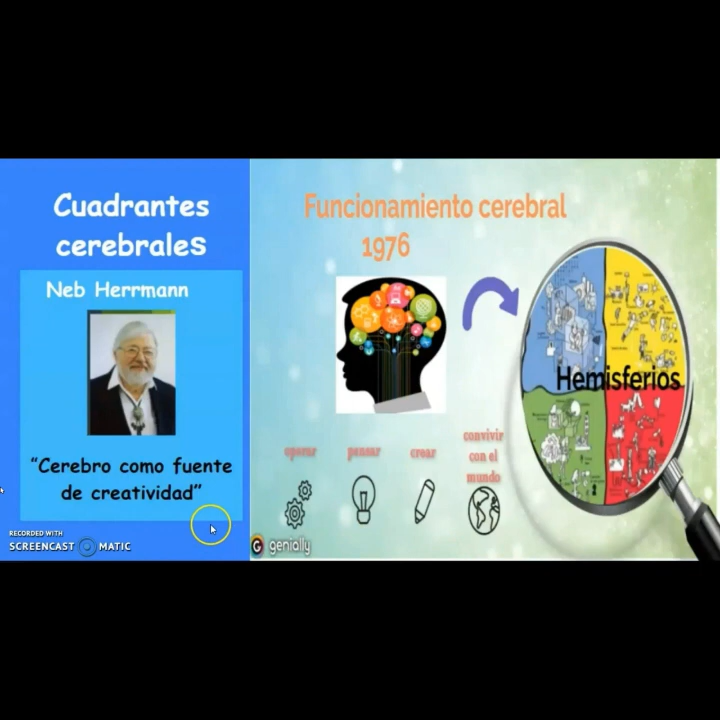 Cuadrantes
cerebrales
Neb Herrmann
“Cerebro como fuente
de creatividad”
RECORDED WITH
SCREENCAST MATIC
Funcionamiento cerebral
1976
Hemisferios
operar
pensar
crear
convivir
con el
mundo
G genially